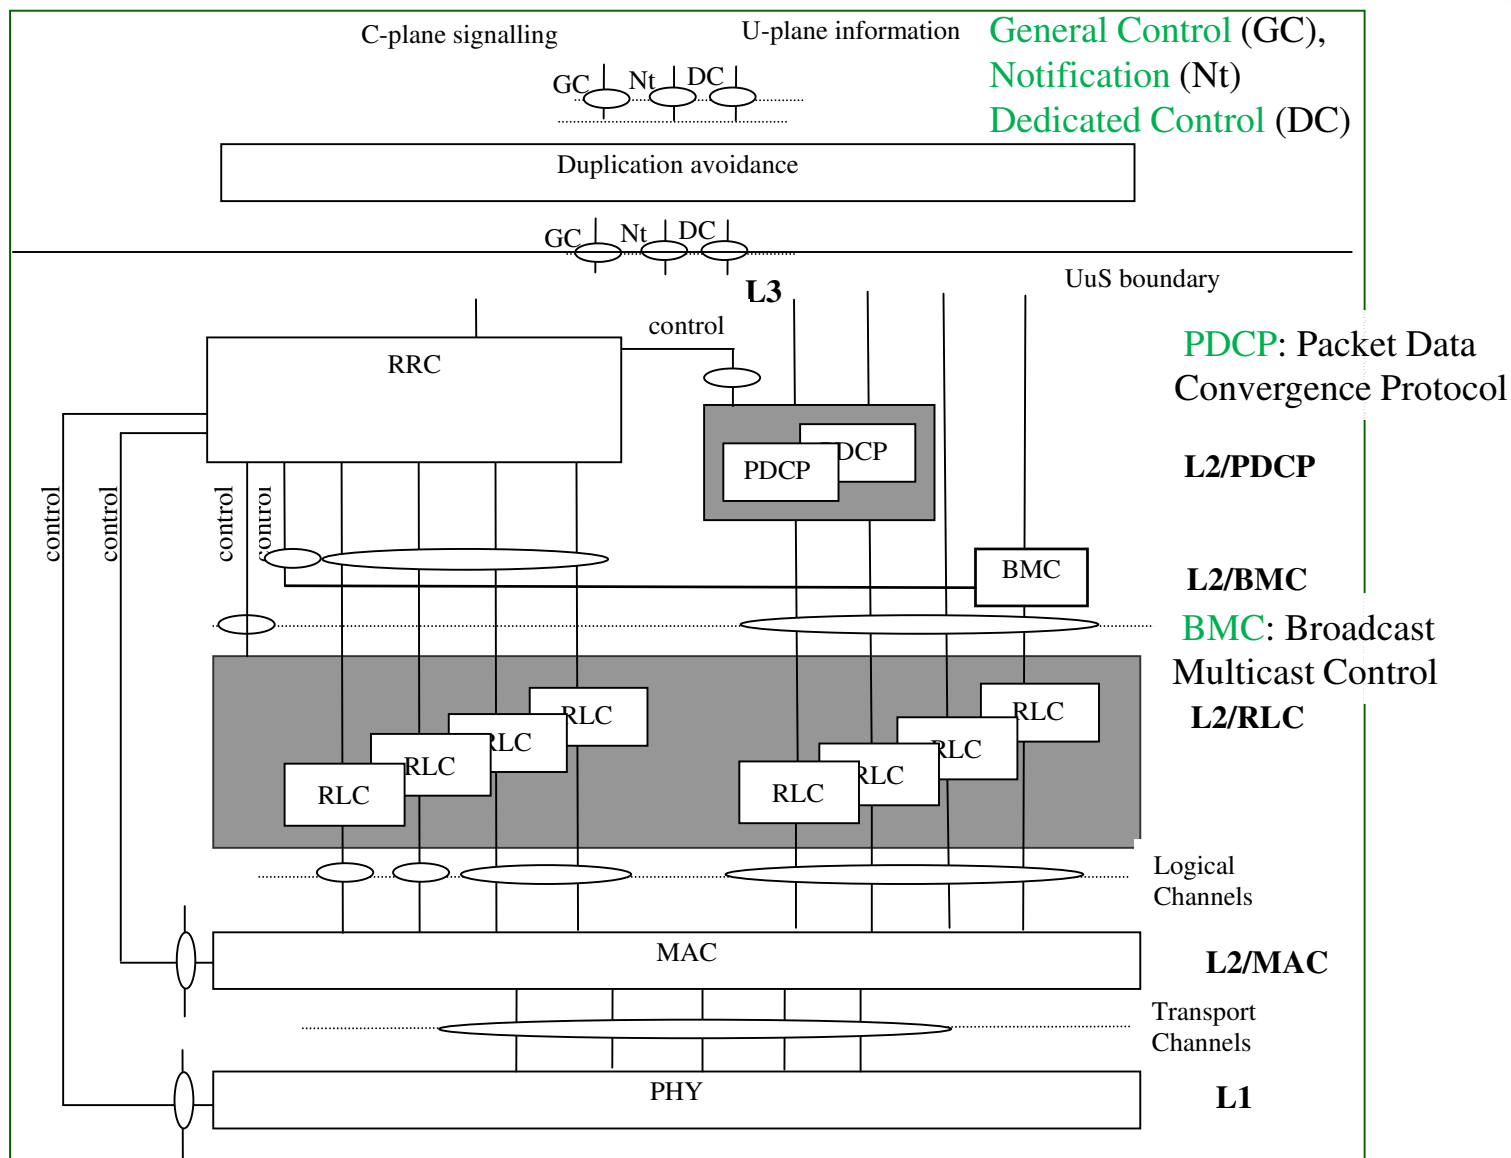 C-plane signalling
U-plane information
General Control (GC),
Notification (Nt)
Dedicated Control (DC)
GC Nt DC
Duplication avoidance
GC Nt DC
UuS boundary
L3
control
RRC
PDCP: Packet Data
Convergence Protocol
PDCP
DCP
L2/PDCP
control
control
control
control
BMC
L2/BMC
BMC: Broadcast
Multicast Control
L2/RLC
RLC
RLC
RLC
RLC
RLC
RLC
RLC
RLC
Logical
Channels
MAC
L2/MAC
Transport
Channels
PHY
L1